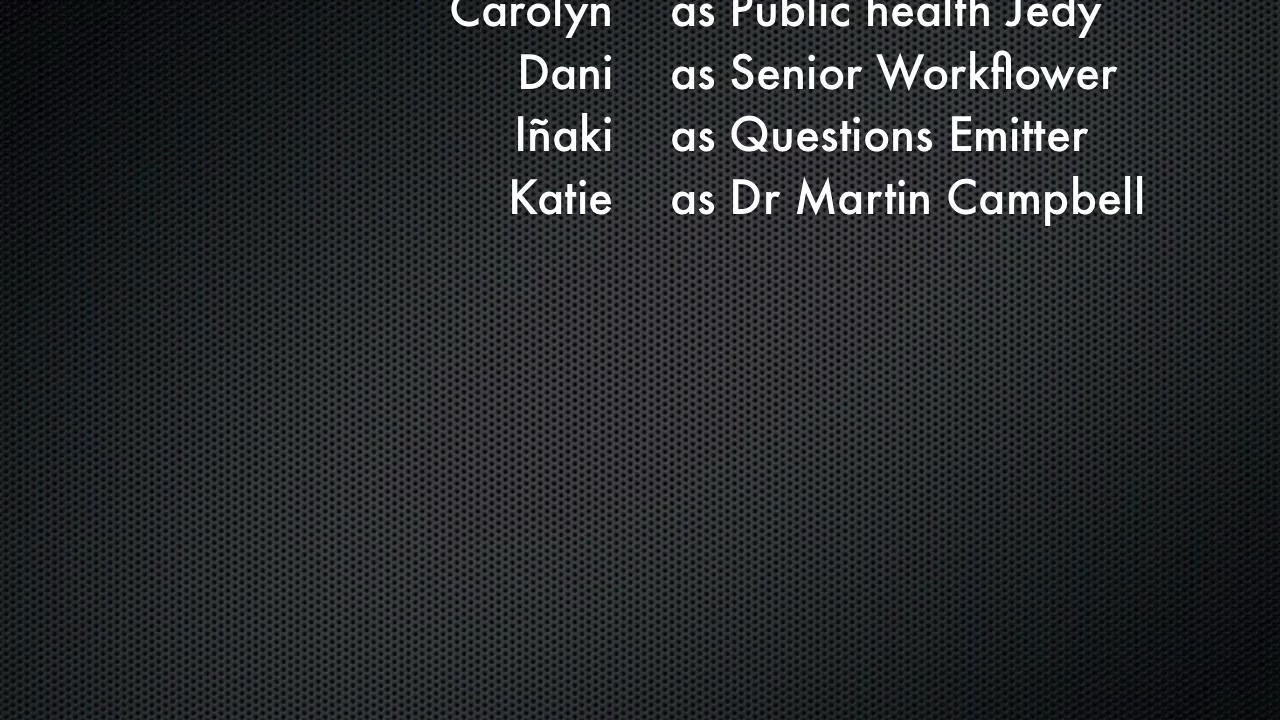 Carolyn as Public health Jedy
Dani as Senior Workflower
Iñaki as Questions Emitter
Katie as Dr Martin Campbell